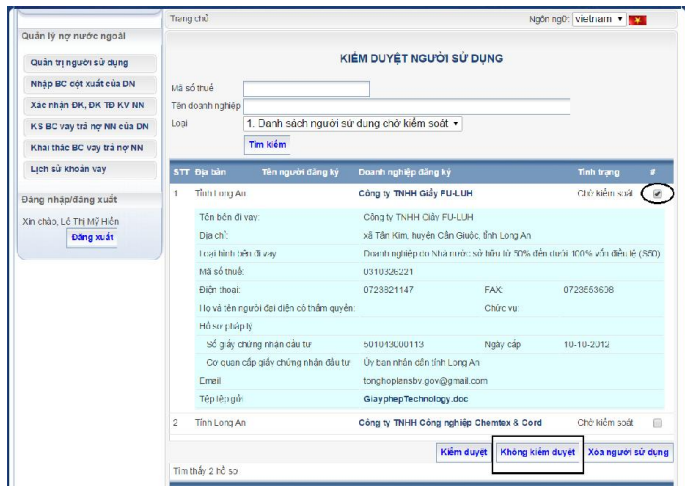 Trang chủ
Ngôn ngữ: vietnam
Quản lý nợ nước ngoài
Quản trị người sử dụng
Nhập BC đột xuất của DN
Xác nhận ĐK, ĐK TĐ KV NN
KS BC vay trả nợ NN của DN
Khai thác BC vay trả nợ NN
Lịch sử khoản vay
Đăng nhập/đăng xuất
Xin chào, Lê Thị Mỹ Hiền
Đăng xuất
KIỂM DUYỆT NGƯỜI SỬ DỤNG
Mã số thuế
Tên doanh nghiệp
Loại 1. Danh sách người sử dung chờ kiểm soát
Tìm kiếm
STT Địa bàn Tên người đăng ký Doanh nghiệp đăng ký Tình trạng #
1 Tỉnh Long An Công ty TNHH Giầy FU-LUH Chờ kiểm soát
Tên bên đi vay: Công ty TNHH Giầy FU-LUH
Địa chỉ: xã Tân Kim, huyện Cần Giuộc, tỉnh Long An
Loại hình bên đi vay Doanh nghiệp do Nhà nước sở hữu từ 50% đến dưới 100% vốn điều lệ (S50)
Mã số thuế: 0310326221
Điện thoại: 0723821147 FAX: 0723553698
Họ và tên người đại diện có thẩm quyền: Chức vụ:
Hồ sơ pháp lý
Số giấy chứng nhận đầu tư 501043000113 Ngày cấp 10-10-2012
Cơ quan cấp giấy chứng nhận đầu tư Ủy ban nhân dân tỉnh Long An
Email tonghoplansbv.gov@gmail.com
Tệp tệp gửi GiayphepTechnology.doc
2 Tỉnh Long An Công ty TNHH Công nghiệp Chemtex & Cord Chờ kiểm soát
Kiểm duyệt Không kiểm duyệt Xóa người sử dụng
Tìm thấy 2 hồ sơ